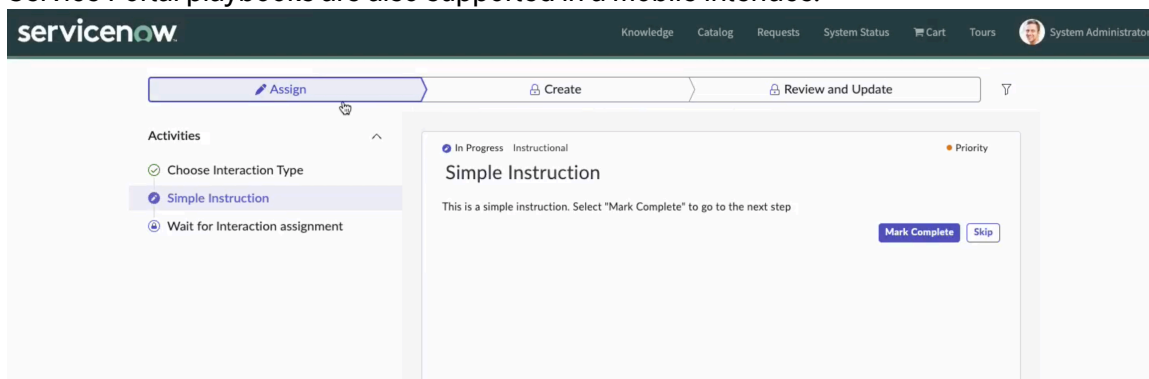 Service Portal playbooks are also supported in a mobile interface.
servicenow
Knowledge Catalog Requests System Status Cart Tours System Administrator
Assign Create Review and Update
Activities
Choose Interaction Type
Simple Instruction
Wait for Interaction assignment
In Progress Instructional Priority
Simple Instruction
This is a simple instruction. Select "Mark Complete" to go to the next step
Mark Complete Skip